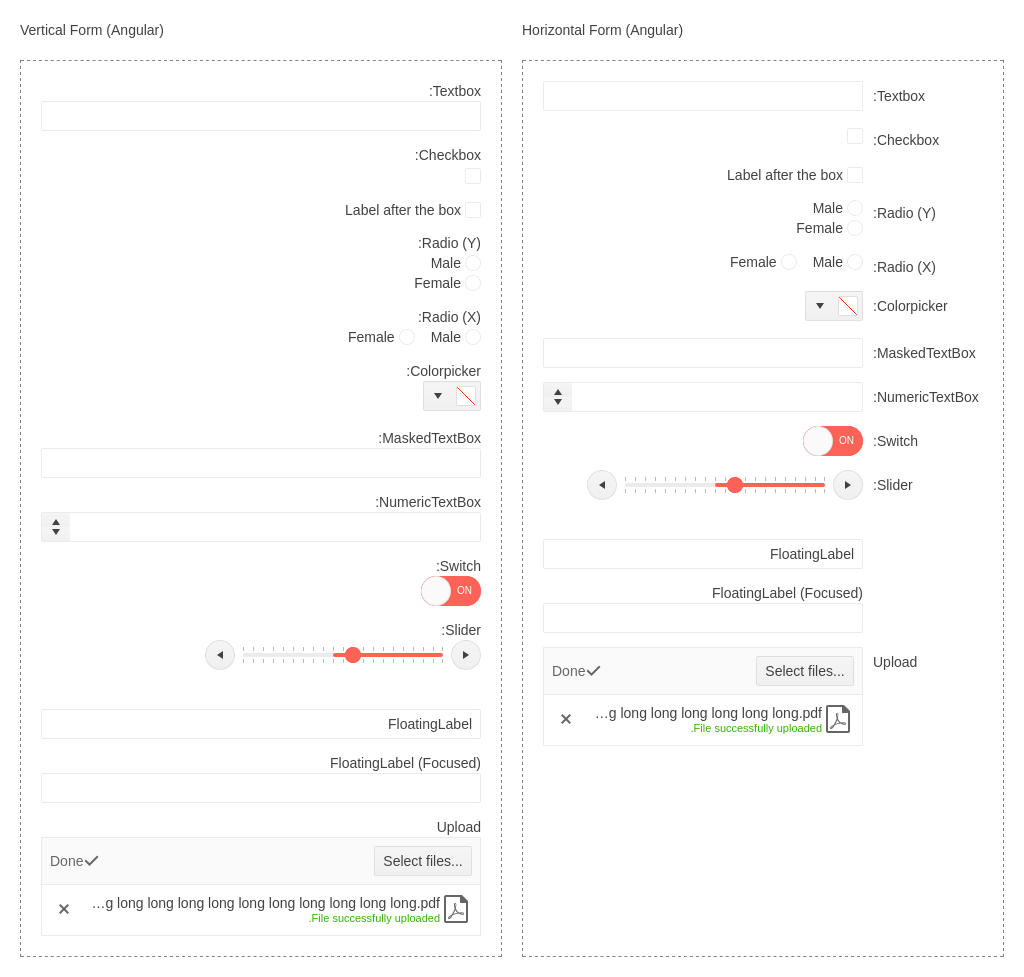 Vertical Form (Angular)
:Textbox
:Checkbox
Label after the box
:Radio (Y)
Male
Female
:Radio (X)
Female Male
:Colorpicker
:MaskedTextBox
:NumericTextBox
:Switch
ON
:Slider
FloatingLabel
FloatingLabel (Focused)
Upload
Done Select files...
...g long long long long long long long long long long.pdf
.File successfully uploaded
Horizontal Form (Angular)
:Textbox
:Checkbox
Label after the box
Male
:Radio (Y)
Female
Female Male :Radio (X)
:Colorpicker
:MaskedTextBox
:NumericTextBox
ON :Switch
:Slider
FloatingLabel
FloatingLabel (Focused)
Upload
Done Select files...
...g long long long long long long.pdf
.File successfully uploaded